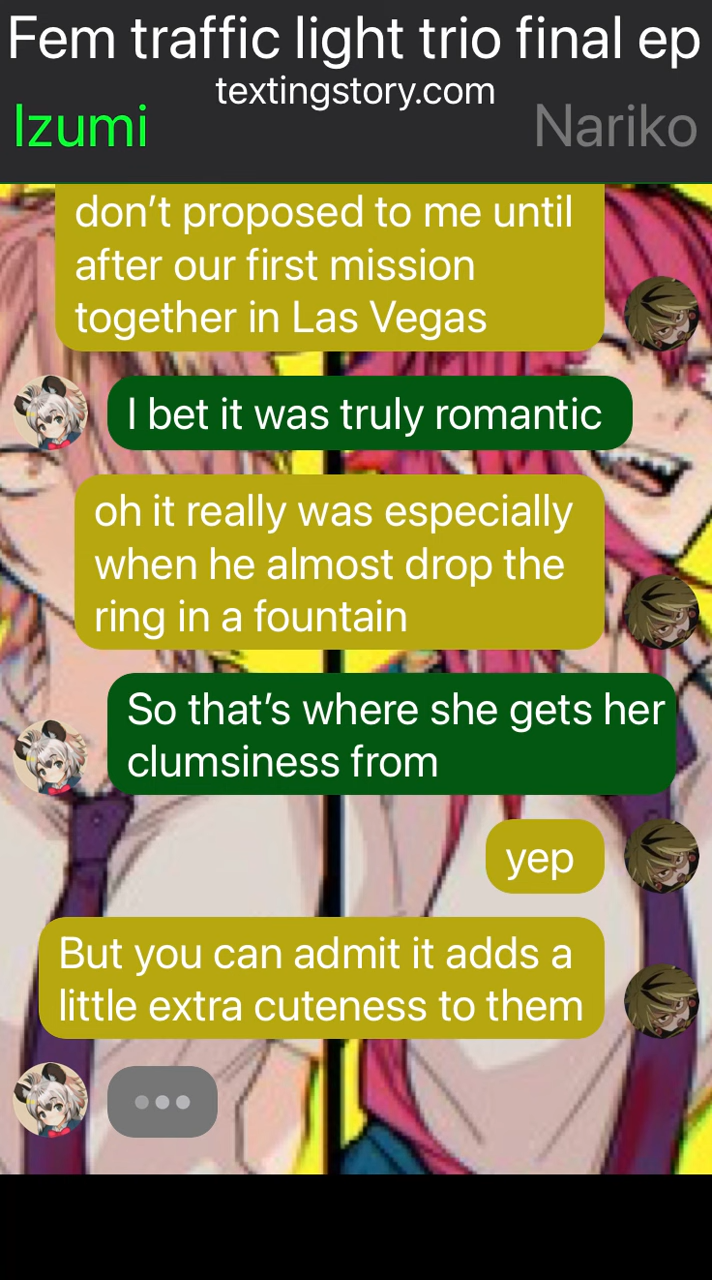 Fem traffic light trio final ep
textingstory.com
Izumi
Nariko
don’t proposed to me until
after our first mission
together in Las Vegas
I bet it was truly romantic
oh it really was especially
when he almost drop the
ring in a fountain
So that’s where she gets her
clumsiness from
yep
But you can admit it adds a
little extra cuteness to them